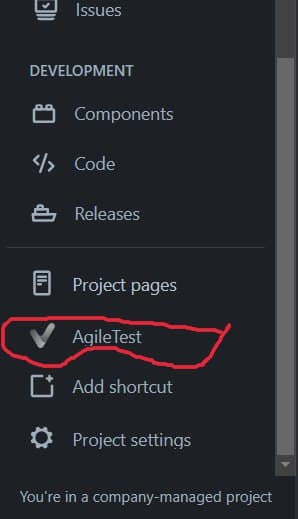 Issues
DEVELOPMENT
Components
Code
Releases
Project pages
AgileTest
Add shortcut
Project settings
You're in a company-managed project